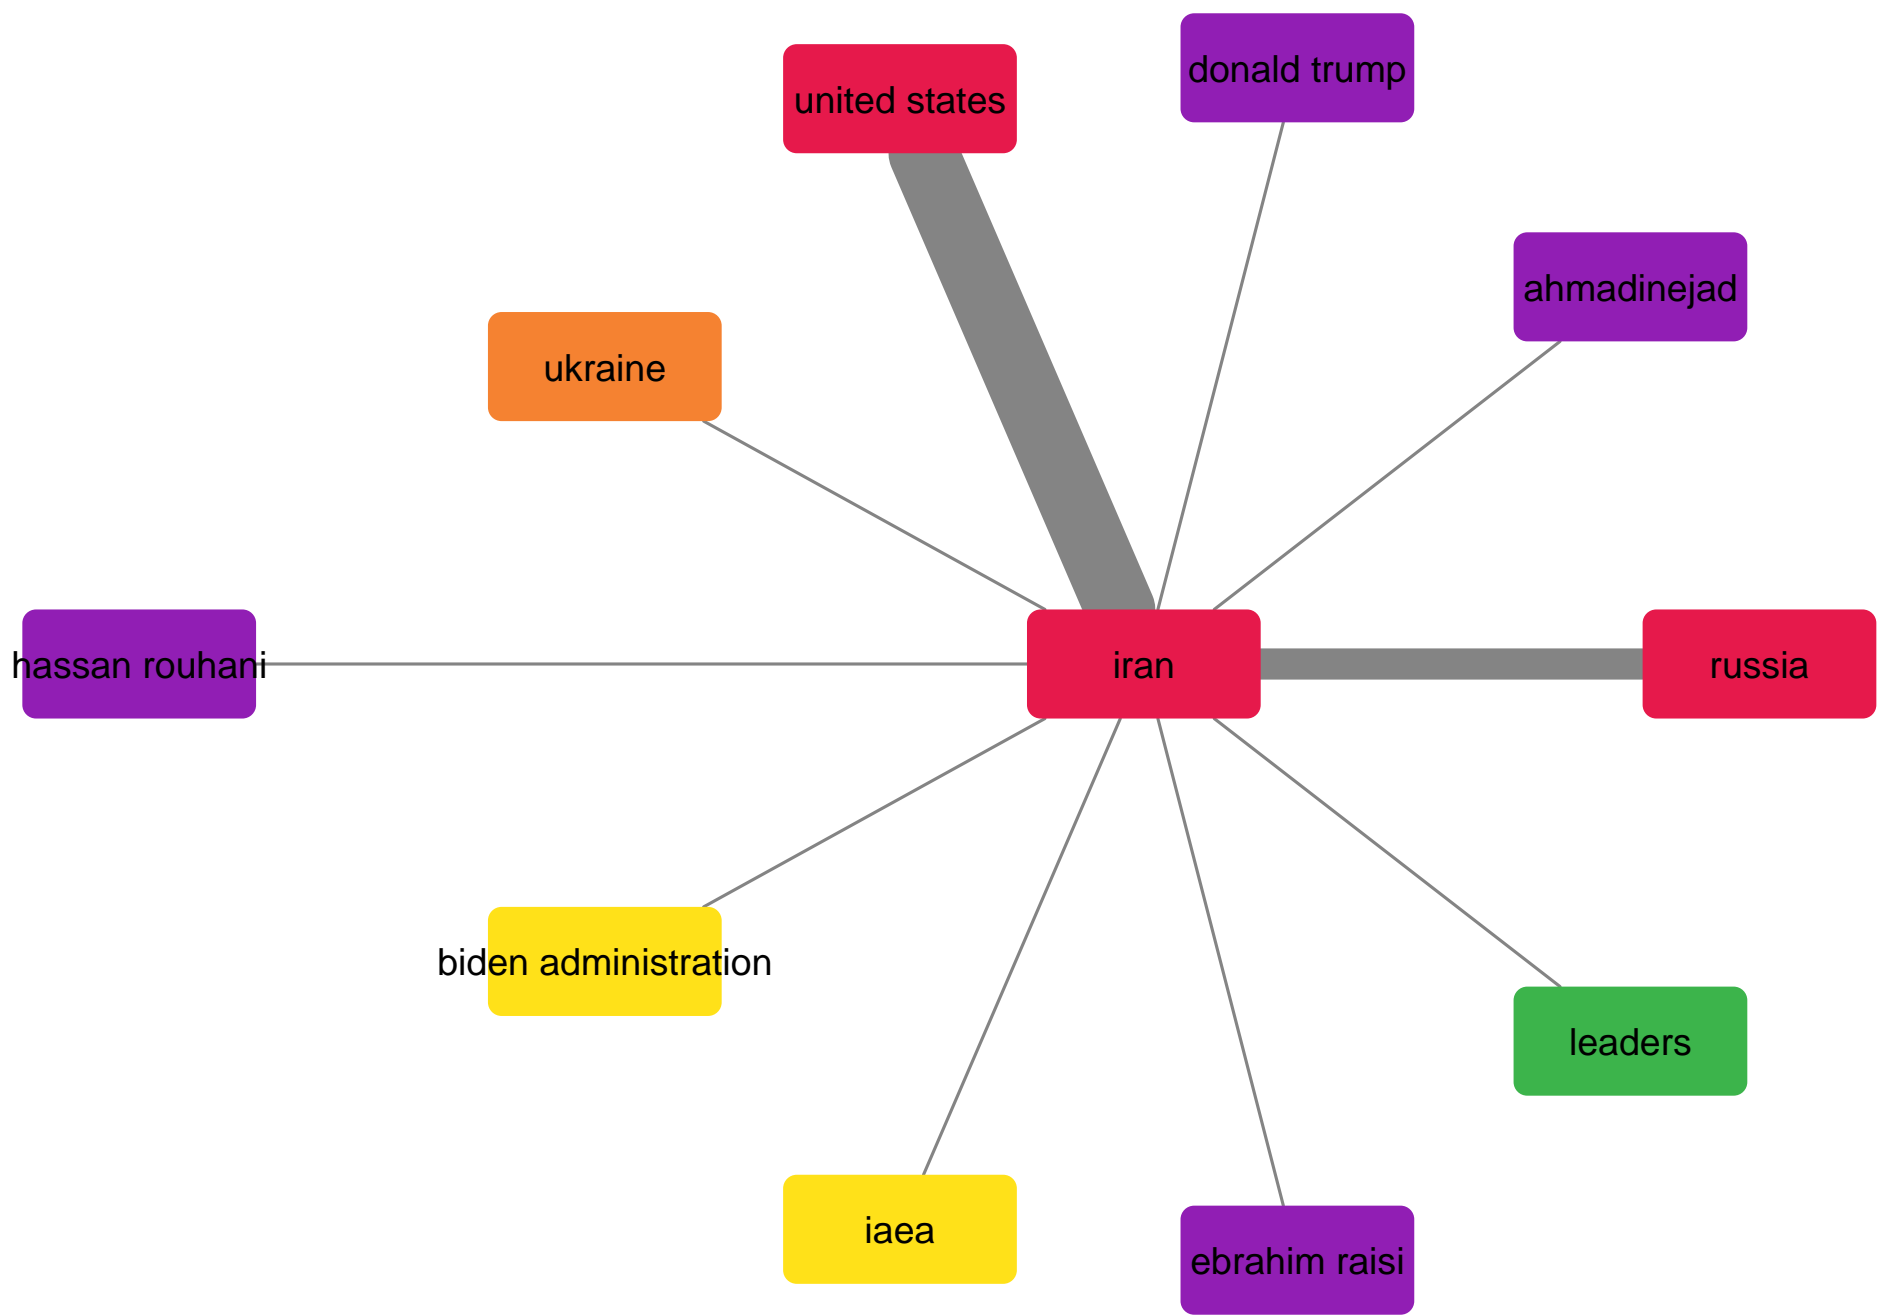 donald trump
united states
ahmadinejad
ukraine
hassan rouhani
iran
russia
biden administration
leaders
iaea
ebrahim raisi